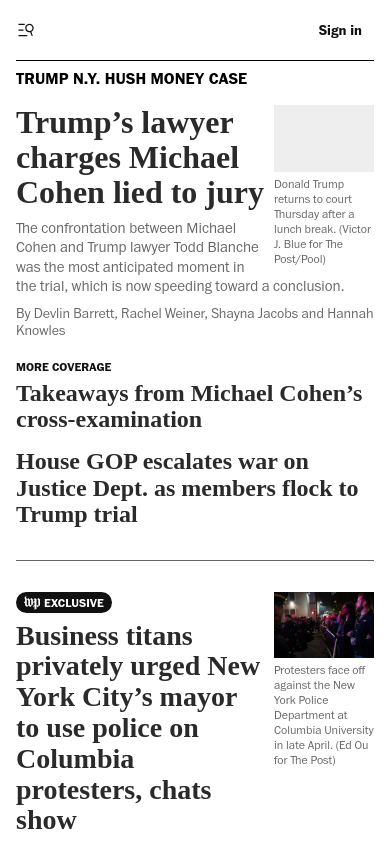 Sign in
TRUMP N.Y. HUSH MONEY CASE
Trump’s lawyer
charges Michael
Cohen lied to jury
The confrontation between Michael
Cohen and Trump lawyer Todd Blanche
was the most anticipated moment in
the trial, which is now speeding toward a conclusion.
By Devlin Barrett, Rachel Weiner, Shayna Jacobs and Hannah
Knowles
Donald Trump
returns to court
Thursday after a
lunch break. (Victor
J. Blue for The
Post/Pool)
MORE COVERAGE
Takeaways from Michael Cohen’s
cross-examination
House GOP escalates war on
Justice Dept. as members flock to
Trump trial
wp EXCLUSIVE
Business titans
privately urged New
York City’s mayor
to use police on
Columbia
protesters, chats
show
Protesters face off
against the New
York Police
Department at
Columbia University
in late April. (Ed Ou
for The Post)